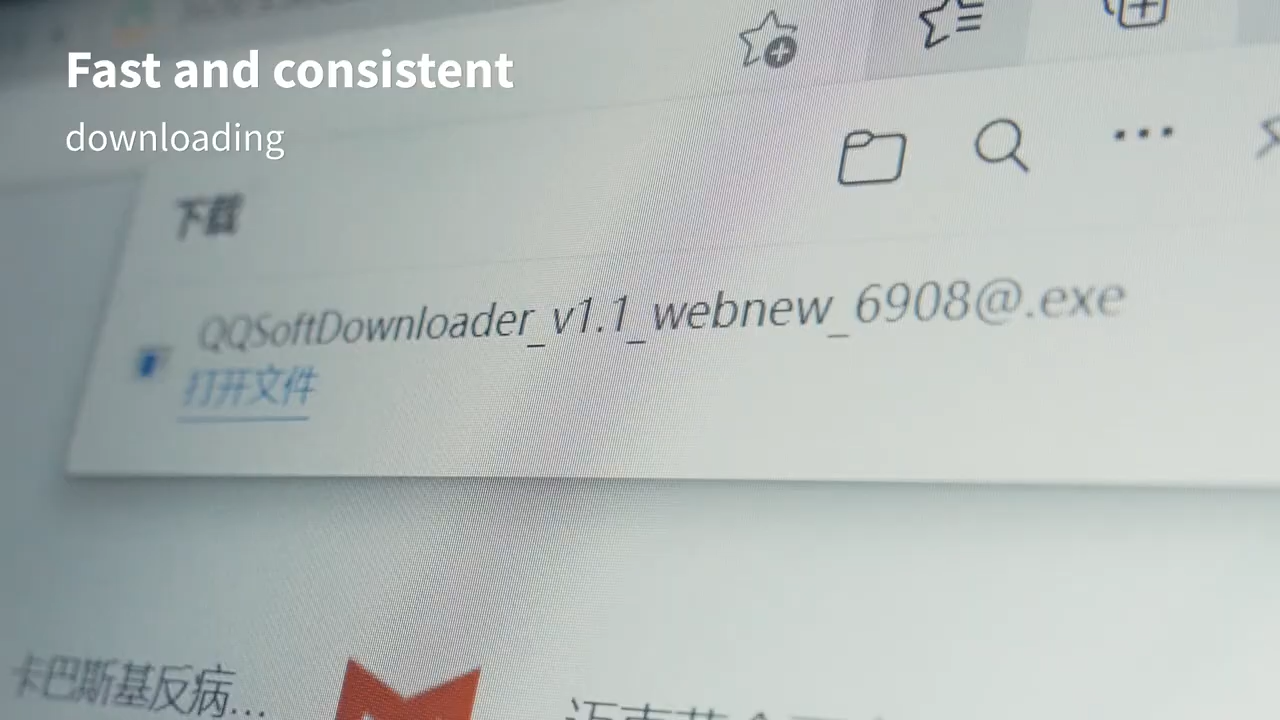 Fast and consistent
downloading
下载
QQSoftDownloader_v1.1_webnew_6908@.exe
打开文件
卡巴斯基反病...